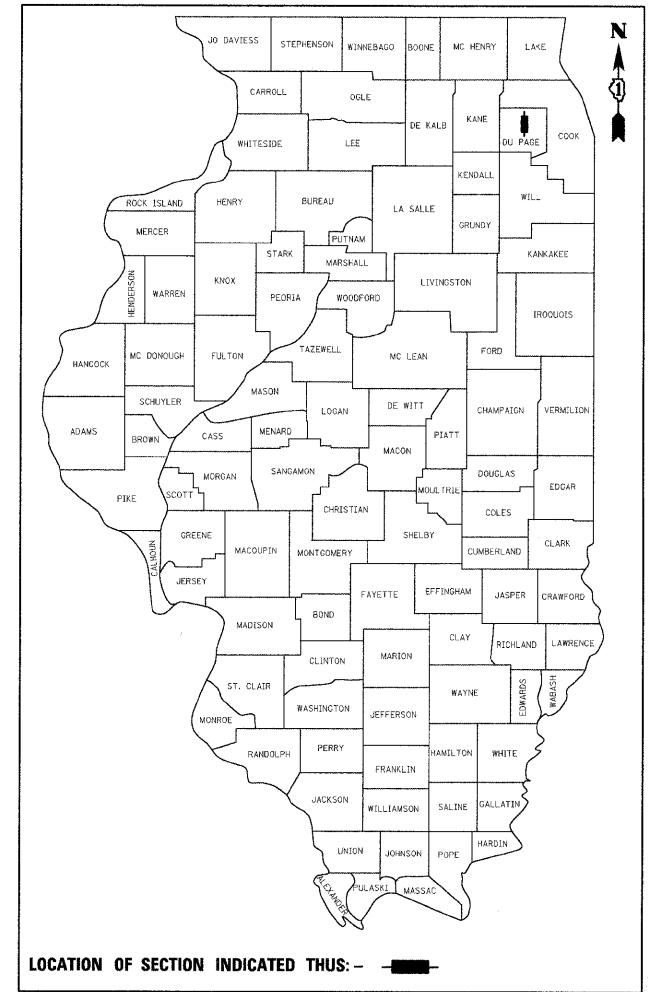 JO DAVIESS STEPHENSON WINNEBAGO BOONE MC HENRY LAKE
N
CARROLL OGLE
1
DE KALB KANE COOK
DU PAGE
WHITESIDE LEE
KENDALL
ROCK ISLAND HENRY BUREAU LA SALLE WILL
GRUNDY
MERCER
PUTNAM
STARK KANKAKEE
MARSHALL
HENDERSON WARREN KNOX PEORIA WOODFORD LIVINGSTON
IROQUOIS
HANCOCK MC DONOUGH FULTON TAZEWELL MC LEAN FORD
MASON
SCHUYLER DE WITT
LOGAN CHAMPAIGN VERMILION
ADAMS BROWN CASS MENARD PIATT
MACON
MORGAN SANGAMON DOUGLAS
PIKE SCOTT MOULTRIE EDGAR
CHRISTIAN COLES
GREENE SHELBY
CALHOUN MACOUPIN MONTGOMERY CUMBERLAND CLARK
JERSEY
FAYETTE EFFINGHAM JASPER CRAWFORD
MADISON BOND
CLAY RICHLAND LAWRENCE
CLINTON MARION
ST. CLAIR WAYNE EDWARDS WABASH
WASHINGTON JEFFERSON
MONROE
RANDOLPH PERRY HAMILTON WHITE
FRANKLIN
JACKSON WILLIAMSON SALINE GALLATIN
UNION JOHNSON POPE HARDIN
ALEXANDER PULASKI MASSAC
LOCATION OF SECTION INDICATED THUS: -